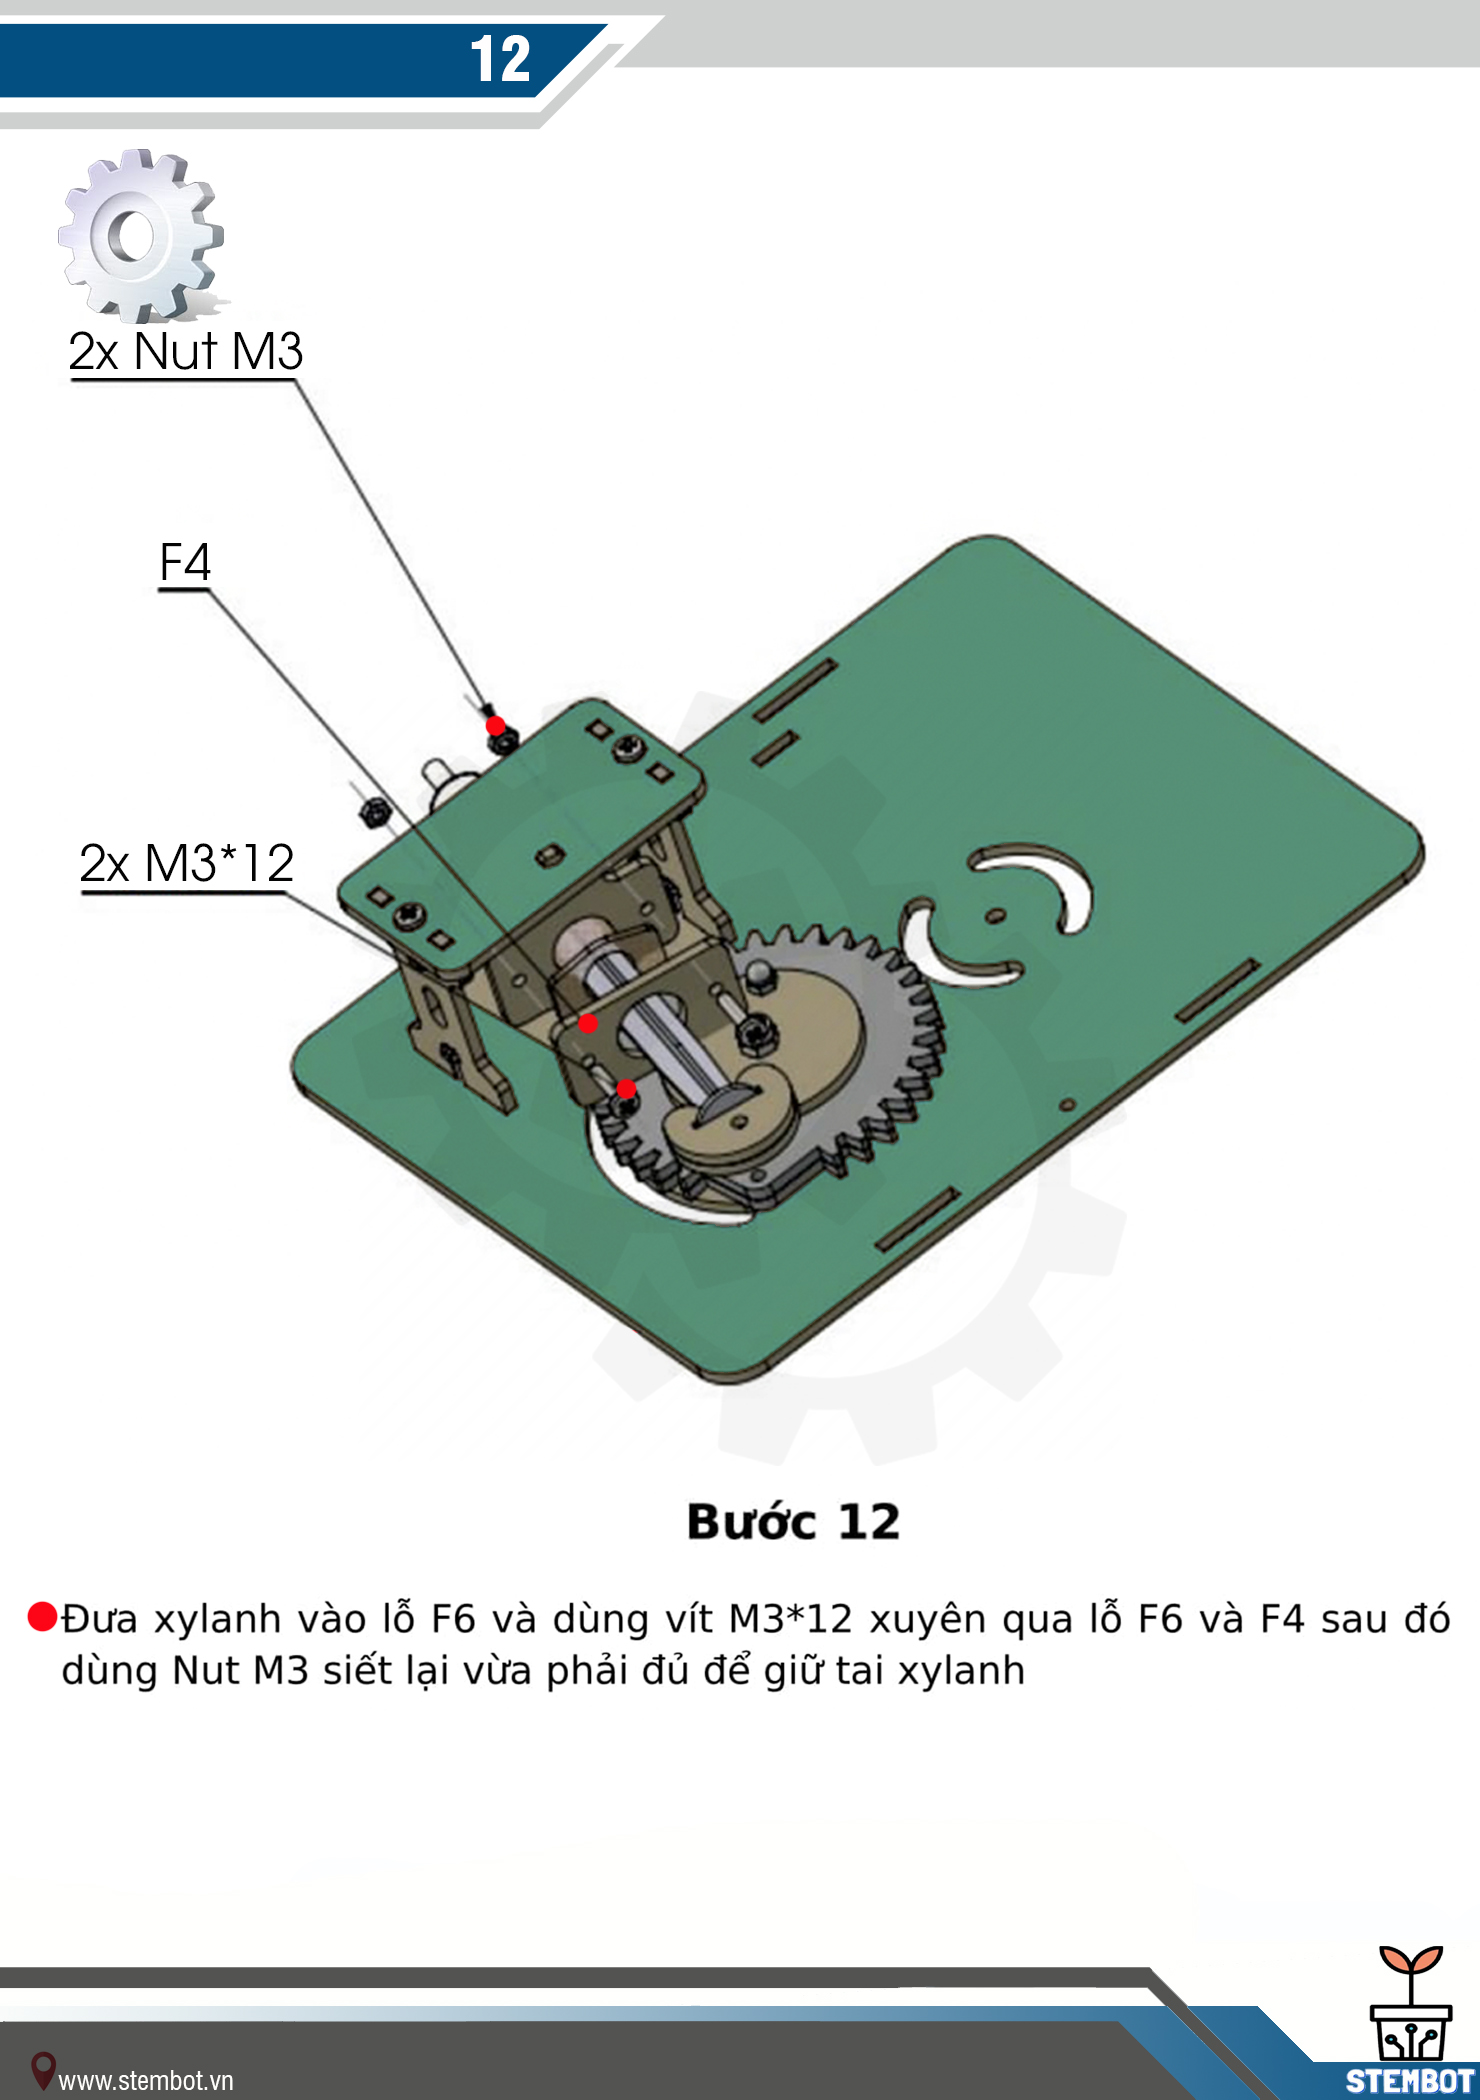 12
2x Nut M3
F4
2x M3*12
Bước 12
Đưa xylanh vào lỗ F6 và dùng vít M3*12 xuyên qua lỗ F6 và F4 sau đó
dùng Nut M3 siết lại vừa phải đủ để giữ tai xylanh
www.stembot.vn
STEMBOT